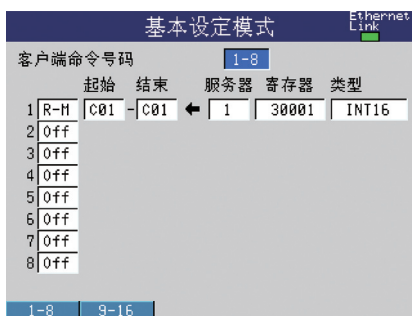 基本设定模式
Ethernet
Link
客户端命令号码 1-8
起始 结束 服务器 寄存器 类型
1 R-M C01 - C01 ← 1 30001 INT16
2 Off
3 Off
4 Off
5 Off
6 Off
7 Off
8 Off
1-8 9-16